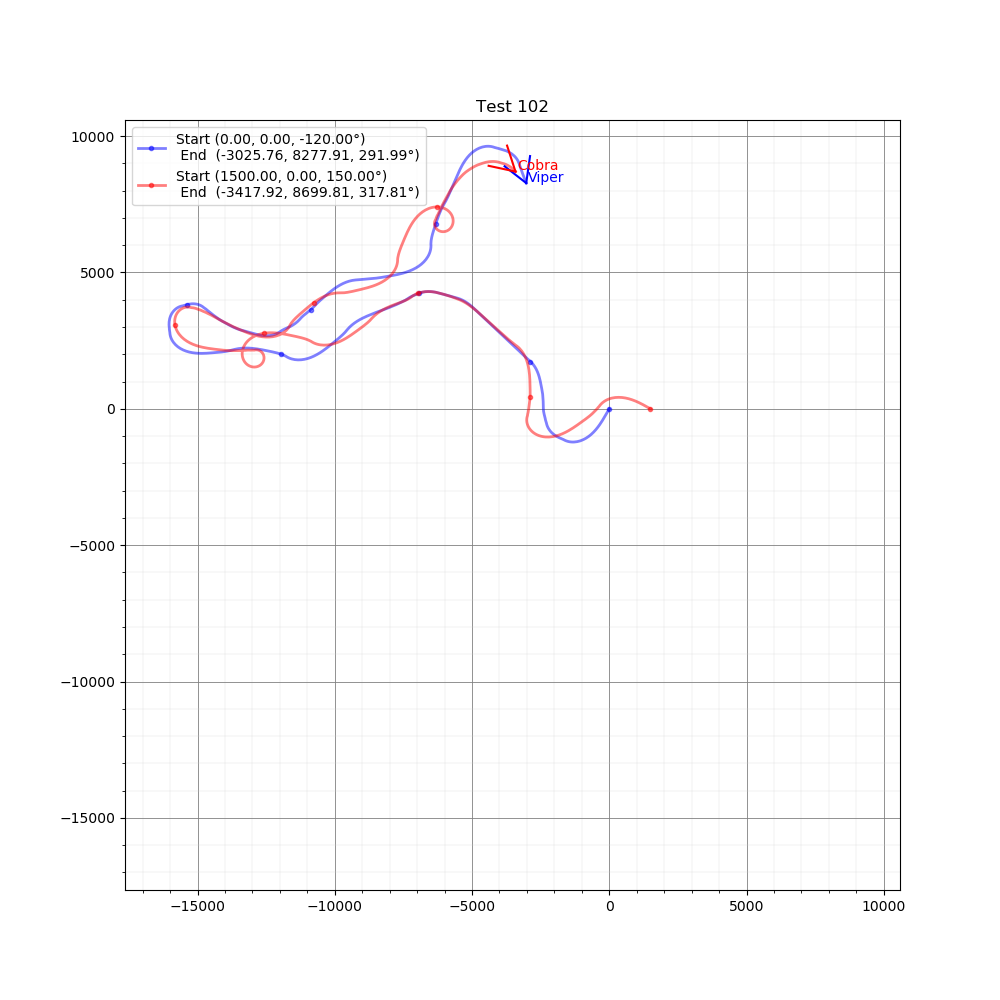 Test 102
Start (0.00, 0.00, -120.00°)
End (-3025.76, 8277.91, 291.99°)
Start (1500.00, 0.00, 150.00°)
End (-3417.92, 8699.81, 317.81°)
Cobra
Viper
10000
5000
0
−5000
−10000
−15000
−15000 −10000 −5000 0 5000 10000